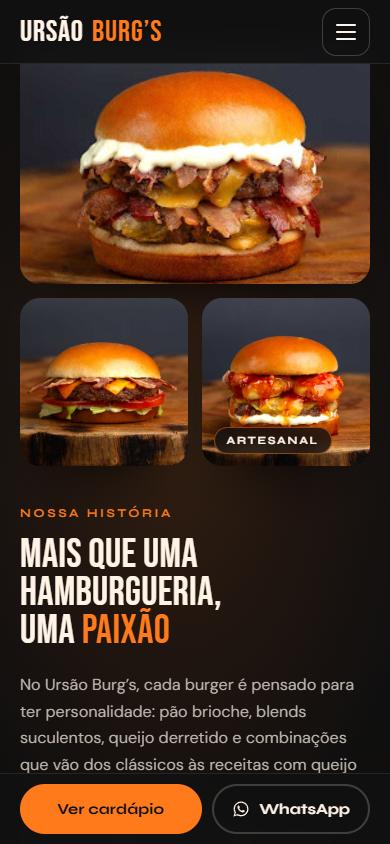 URSÃO BURG’S
ARTESANAL
NOSSA HISTÓRIA
MAIS QUE UMA
HAMBURGUERIA,
UMA PAIXÃO
No Ursão Burg’s, cada burger é pensado para
ter personalidade: pão brioche, blends
suculentos, queijo derretido e combinações
que vão dos clássicos às receitas com queijo
Ver cardápio
WhatsApp